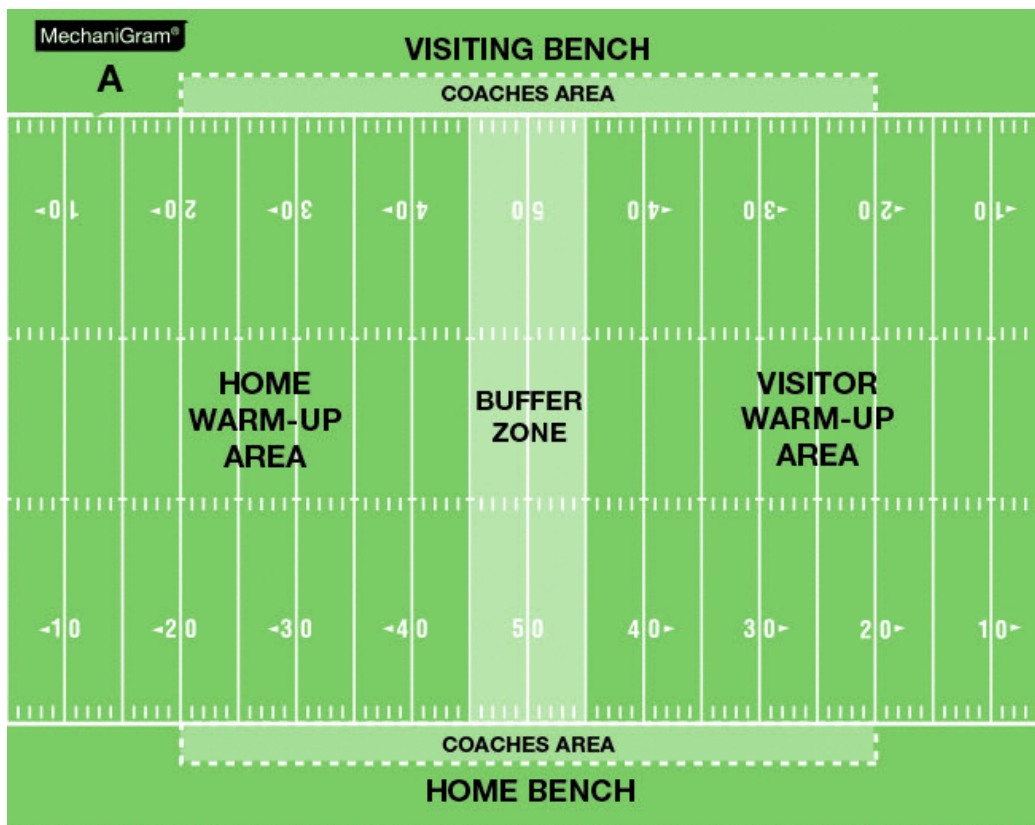 MechaniGram®
A
VISITING BENCH
COACHES AREA
10 20 30 40 50 40 30 20 10
HOME
WARM-UP
AREA
BUFFER
ZONE
VISITOR
WARM-UP
AREA
10 20 30 40 50 40 30 20 10
COACHES AREA
HOME BENCH